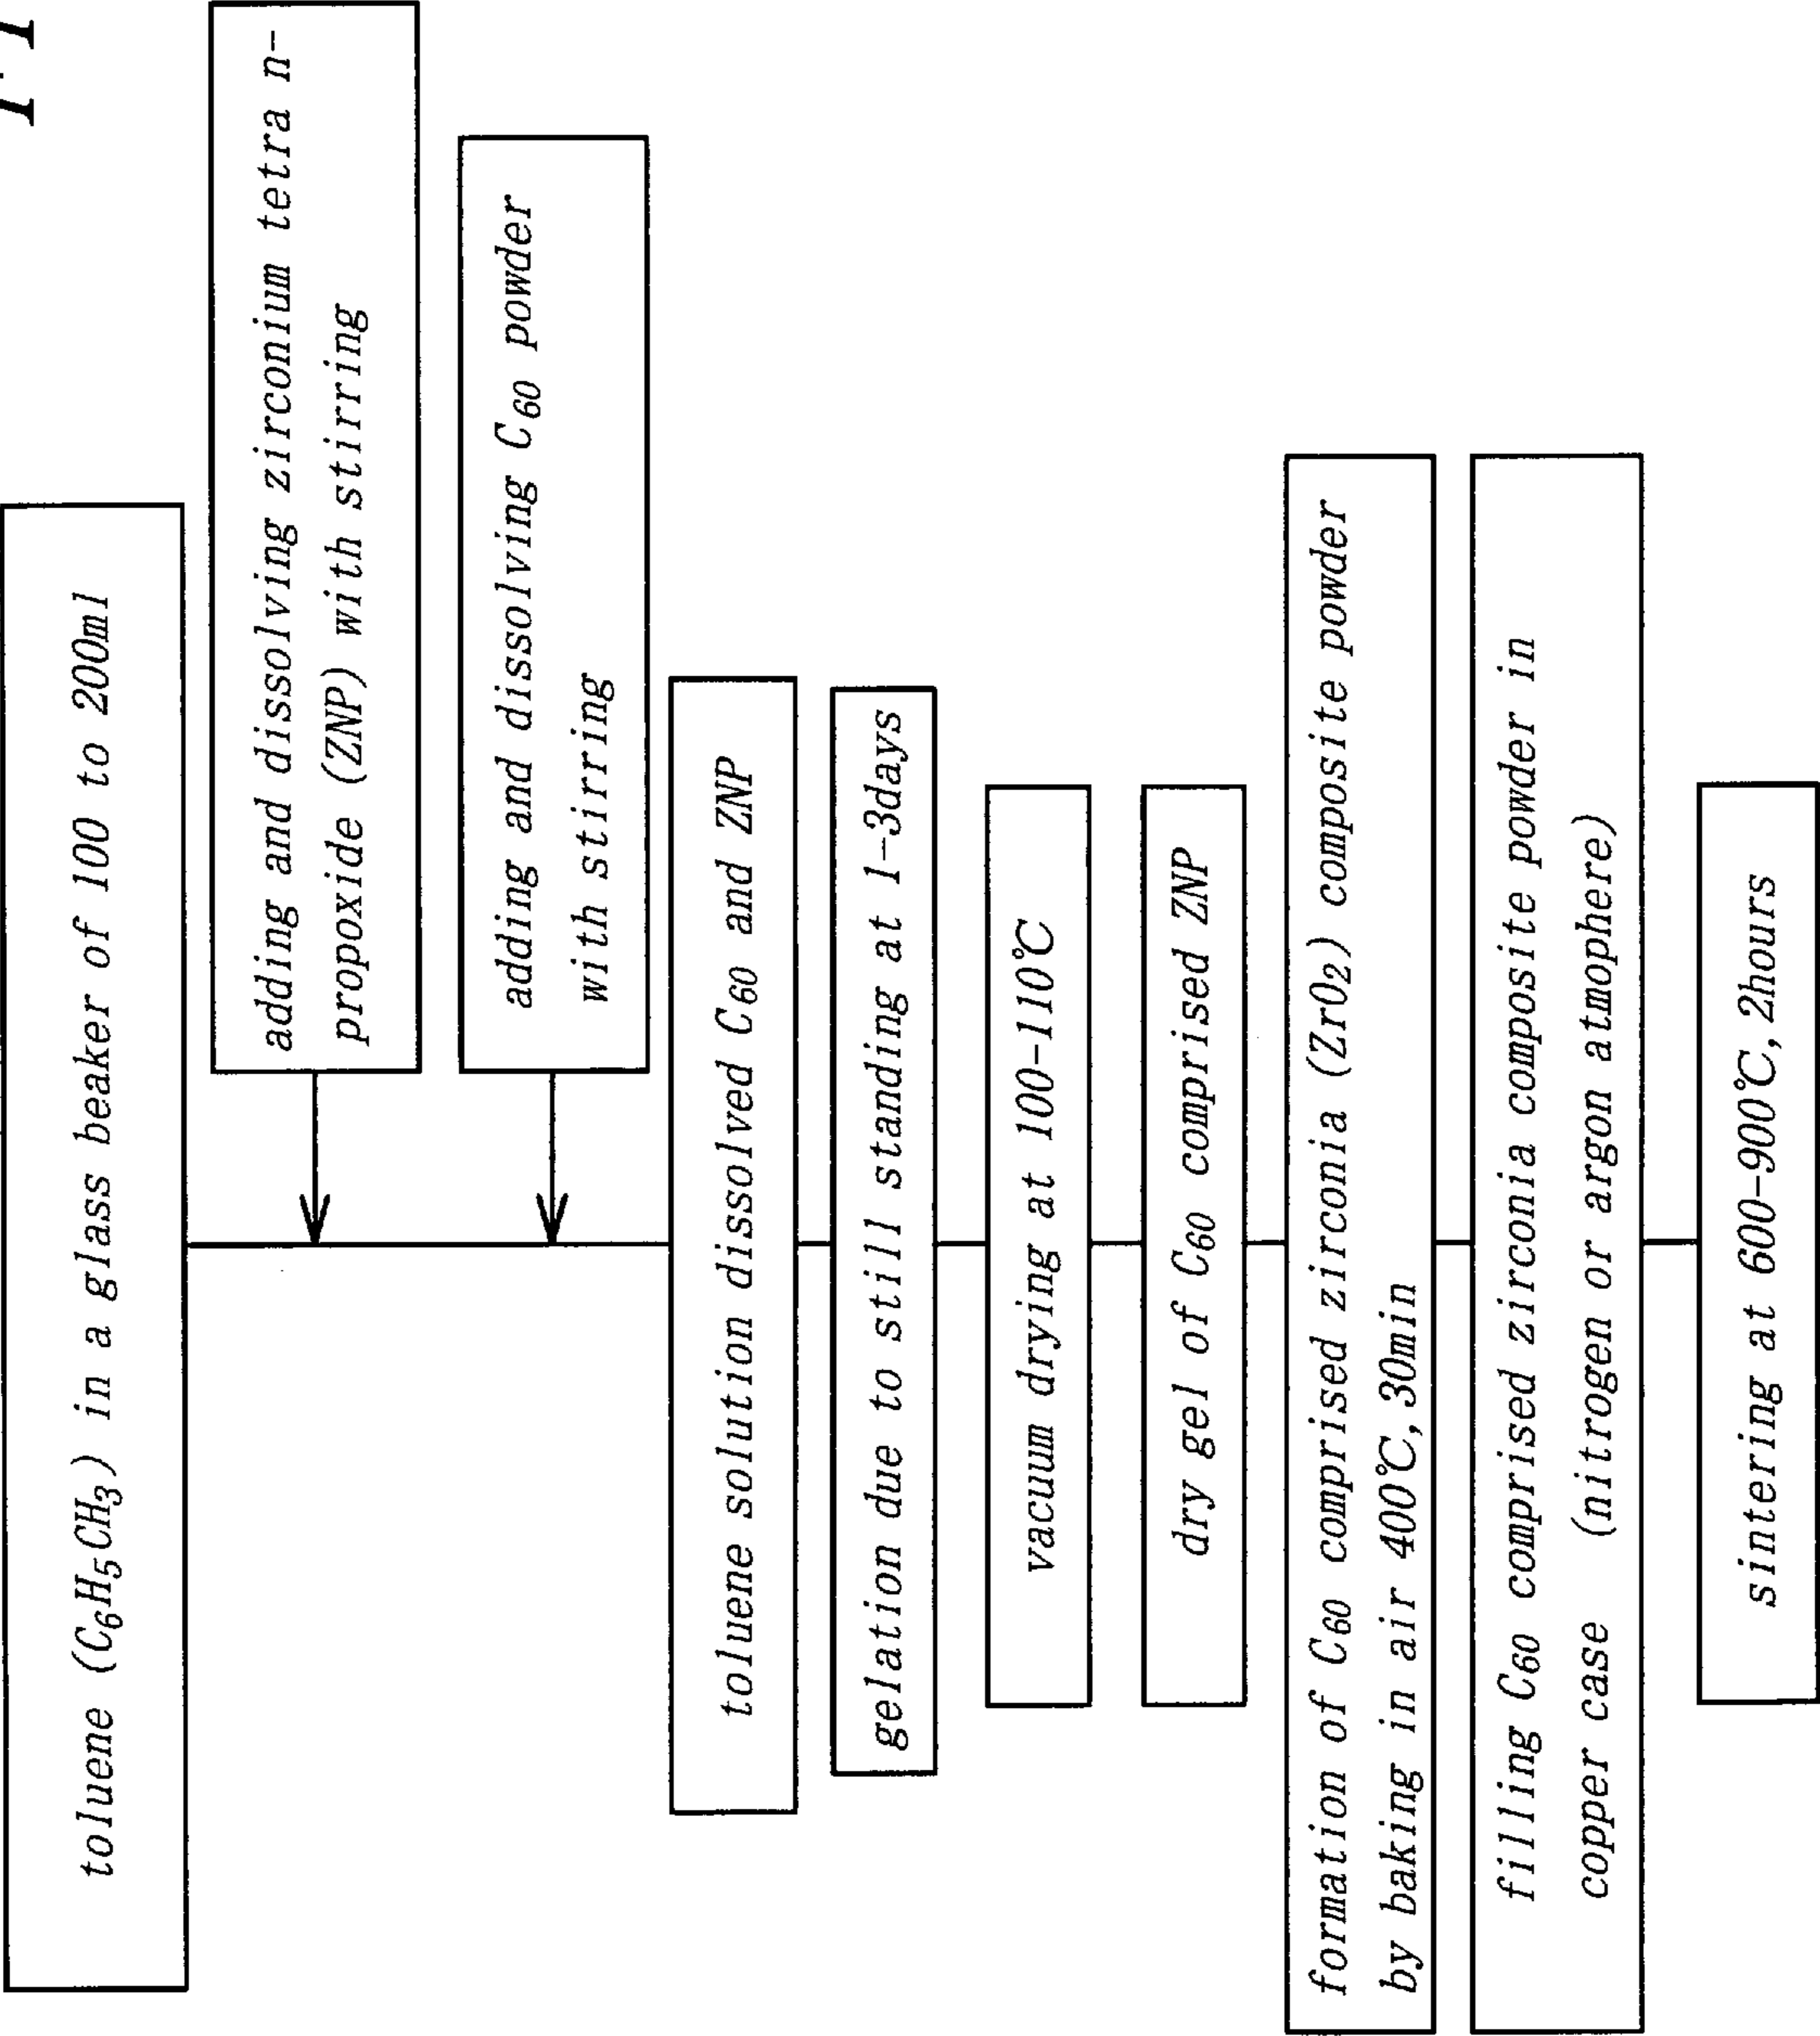 toluene (C₆H₅CH₃) in a glass beaker of 100 to 200ml
adding and dissolving zirconium tetra n-
propoxide (ZNP) with stirring
adding and dissolving C₆₀ powder
with stirring
toluene solution dissolved C₆₀ and ZNP
gelation due to still standing at 1-3days
vacuum drying at 100-110℃
dry gel of C₆₀ comprised ZNP
formation of C₆₀ comprised zirconia (ZrO₂) composite powder
by baking in air 400℃, 30min
filling C₆₀ comprised zirconia composite powder in
copper case (nitrogen or argon atmophere)
sintering at 600-900℃, 2hours